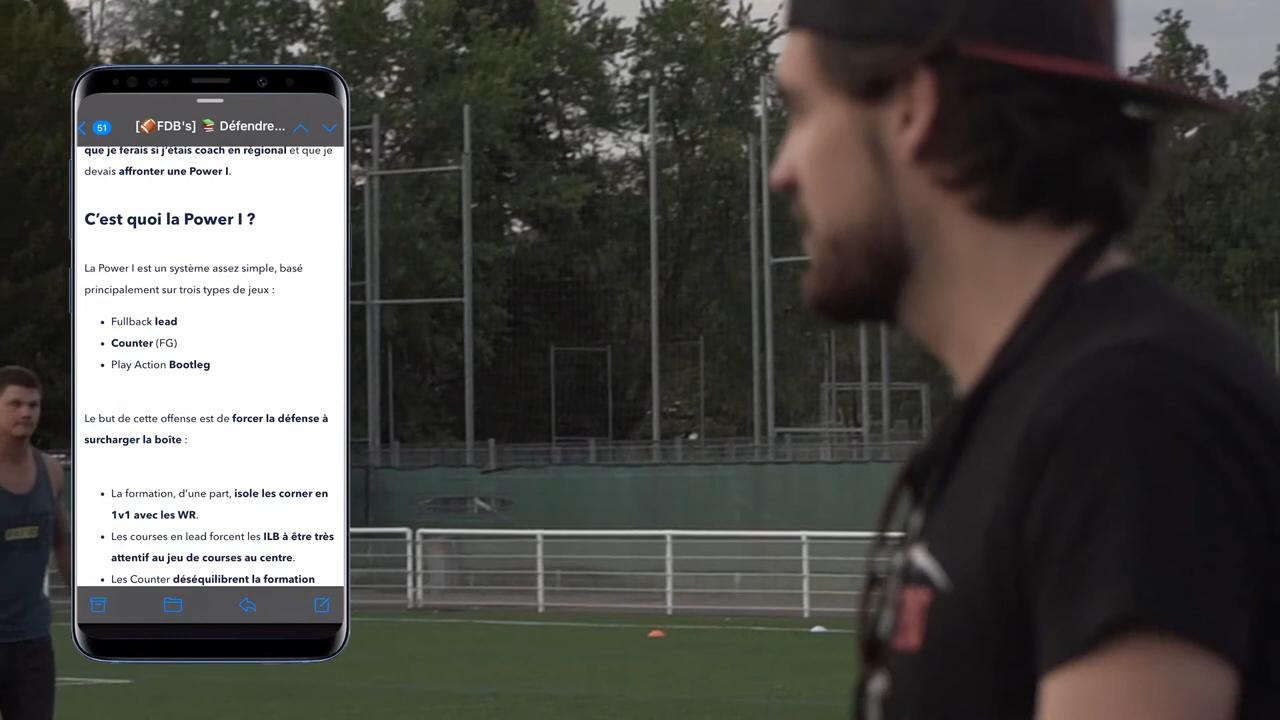 51
[🏈FDB's] 📚 Défendre...
que je ferais si j'étais coach en régional et que je
devais affronter une Power I.
C'est quoi la Power I ?
La Power I est un système assez simple, basé
principalement sur trois types de jeux :
• Fullback lead
• Counter (FG)
• Play Action Bootleg
Le but de cette offense est de forcer la défense à
surcharger la boîte :
• La formation, d'une part, isole les corner en
1v1 avec les WR.
• Les courses en lead forcent les ILB à être très
attentif au jeu de courses au centre.
• Les Counter déséquilibrent la formation